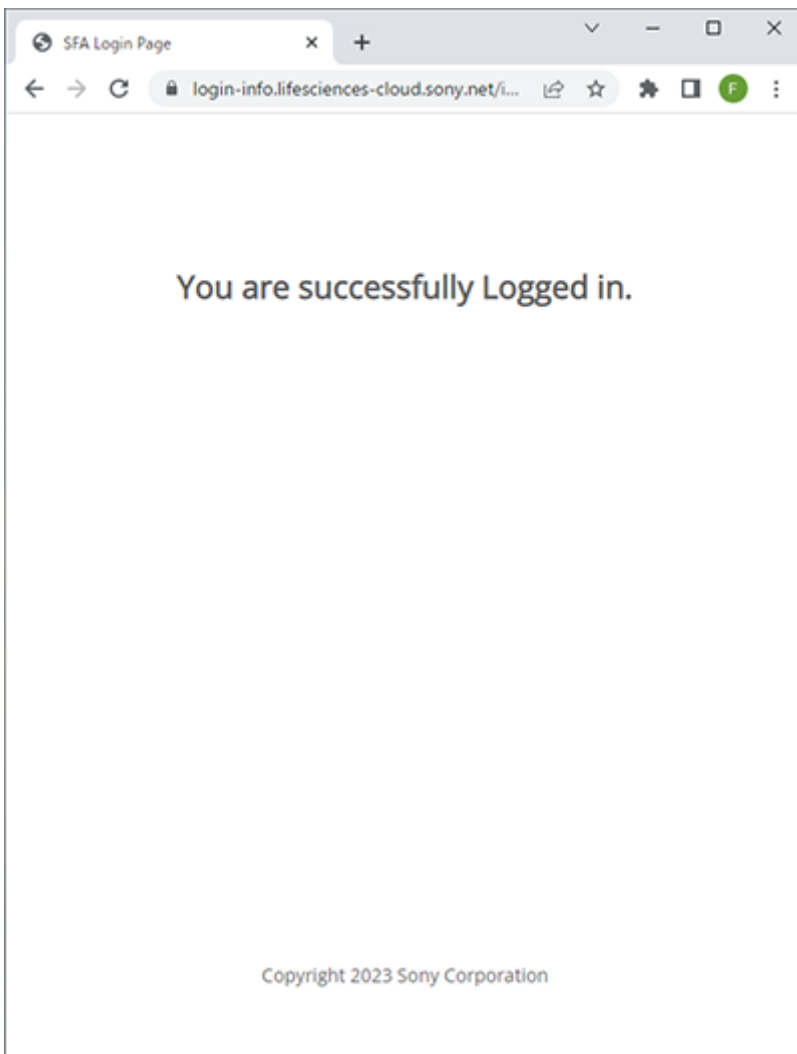 SFA Login Page
login-info.lifesciences-cloud.sony.net/i...
F
You are successfully Logged in.
Copyright 2023 Sony Corporation